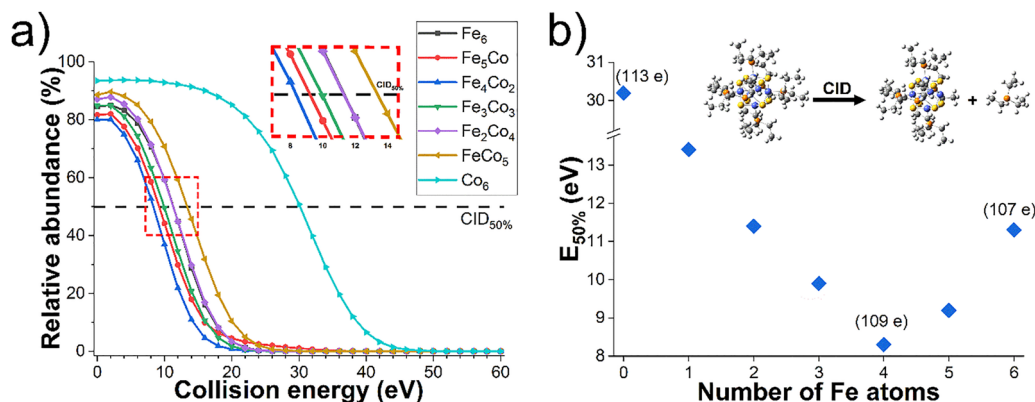 a)
Relative abundance (%)
100
80
60
40
20
0
0 10 20 30 40 50 60
Collision energy (eV)
CID50%
8 10 12 14
Fe6
Fe5Co
Fe4Co2
Fe3Co3
Fe2Co4
FeCo5
Co6
CID50%
b)
E50% (eV)
30
13
12
11
10
9
8
(113 e)
CID
+
(107 e)
(109 e)
0 1 2 3 4 5 6
Number of Fe atoms